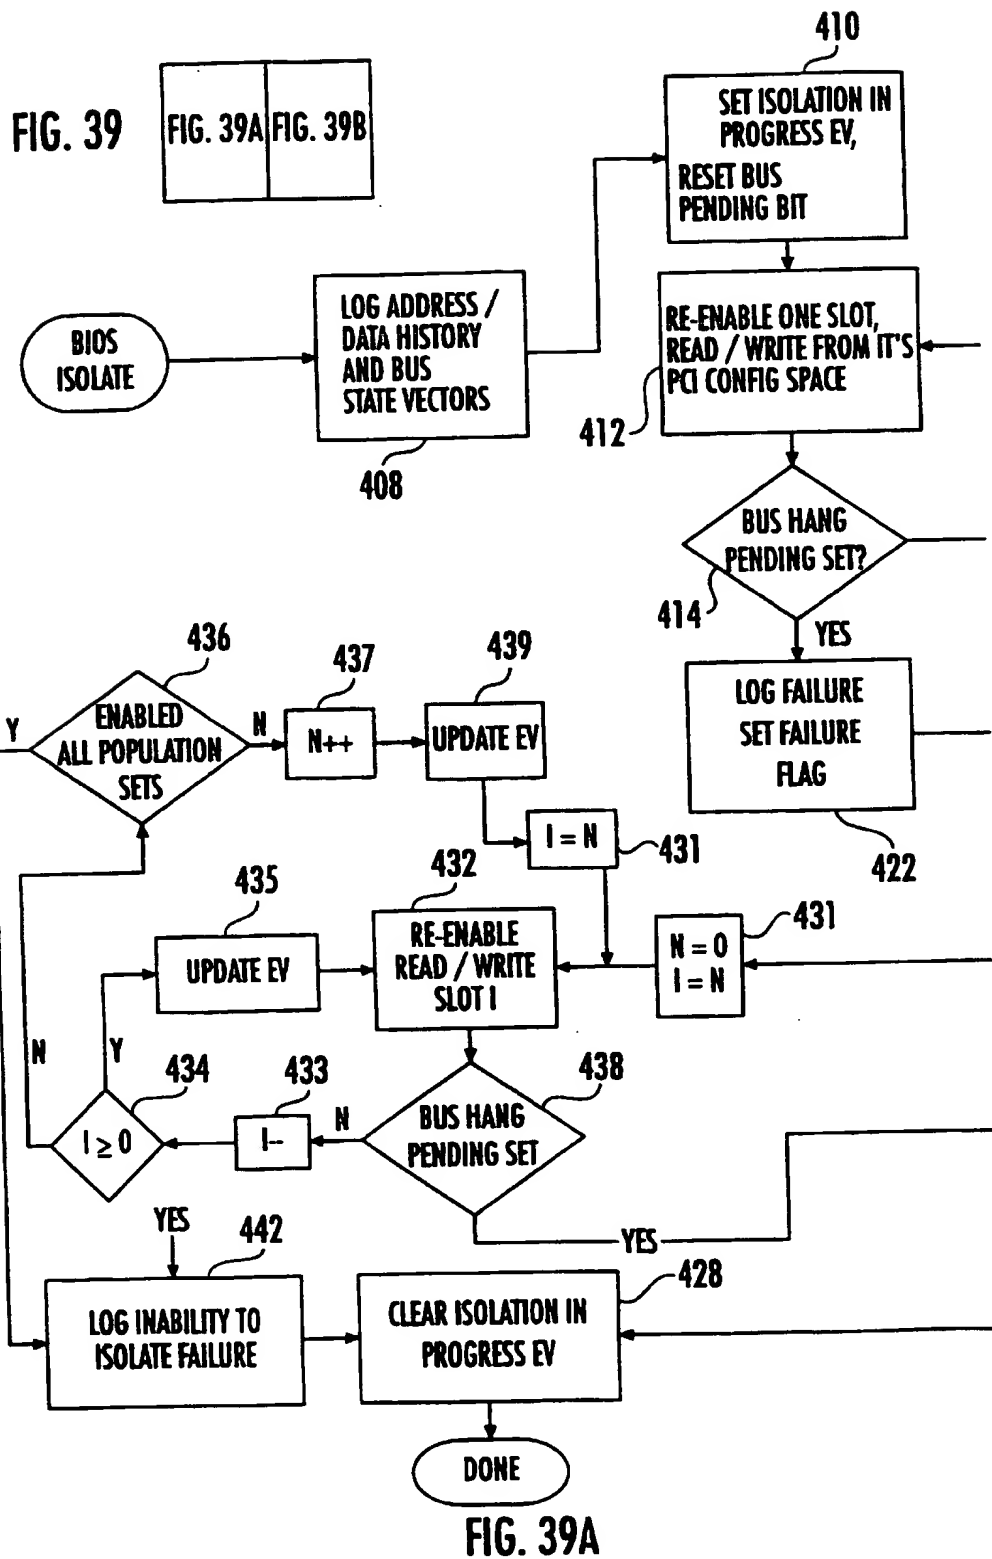 FIG. 39
FIG. 39A
FIG. 39B
410
SET ISOLATION IN
PROGRESS EV,
RESET BUS
PENDING BIT
BIOS
ISOLATE
LOG ADDRESS /
DATA HISTORY
AND BUS
STATE VECTORS
408
RE-ENABLE ONE SLOT,
READ / WRITE FROM IT'S
PCI CONFIG SPACE
412
BUS HANG
PENDING SET?
414
YES
LOG FAILURE
SET FAILURE
FLAG
422
436
Y
ENABLED
ALL POPULATION
SETS
N
437
N++
439
UPDATE EV
I = N
431
435
UPDATE EV
432
RE-ENABLE
READ / WRITE
SLOT I
431
N = 0
I = N
N
Y
434
I ≥ 0
433
I--
N
438
BUS HANG
PENDING SET
YES
YES
442
LOG INABILITY TO
ISOLATE FAILURE
428
CLEAR ISOLATION IN
PROGRESS EV
DONE
FIG. 39A